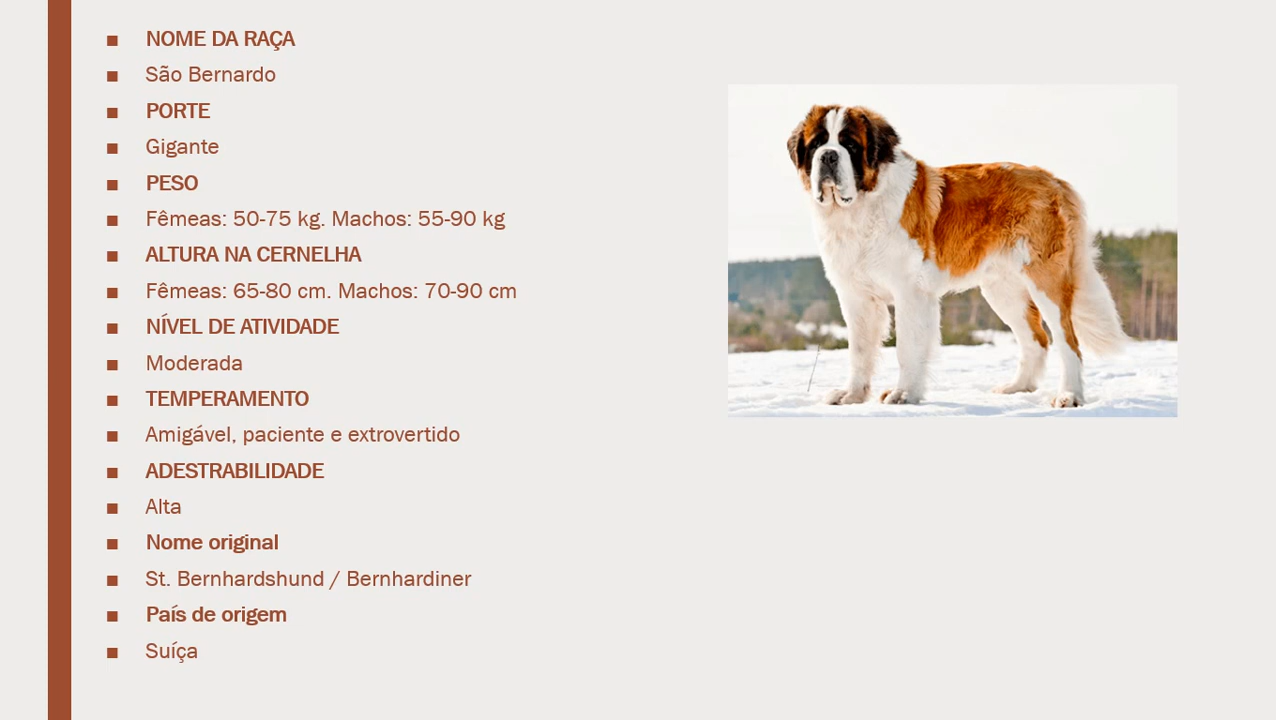 NOME DA RAÇA
São Bernardo
PORTE
Gigante
PESO
Fêmeas: 50-75 kg. Machos: 55-90 kg
ALTURA NA CERNELHA
Fêmeas: 65-80 cm. Machos: 70-90 cm
NÍVEL DE ATIVIDADE
Moderada
TEMPERAMENTO
Amigável, paciente e extrovertido
ADESTRABILIDADE
Alta
Nome original
St. Bernhardshund / Bernhardiner
País de origem
Suíça